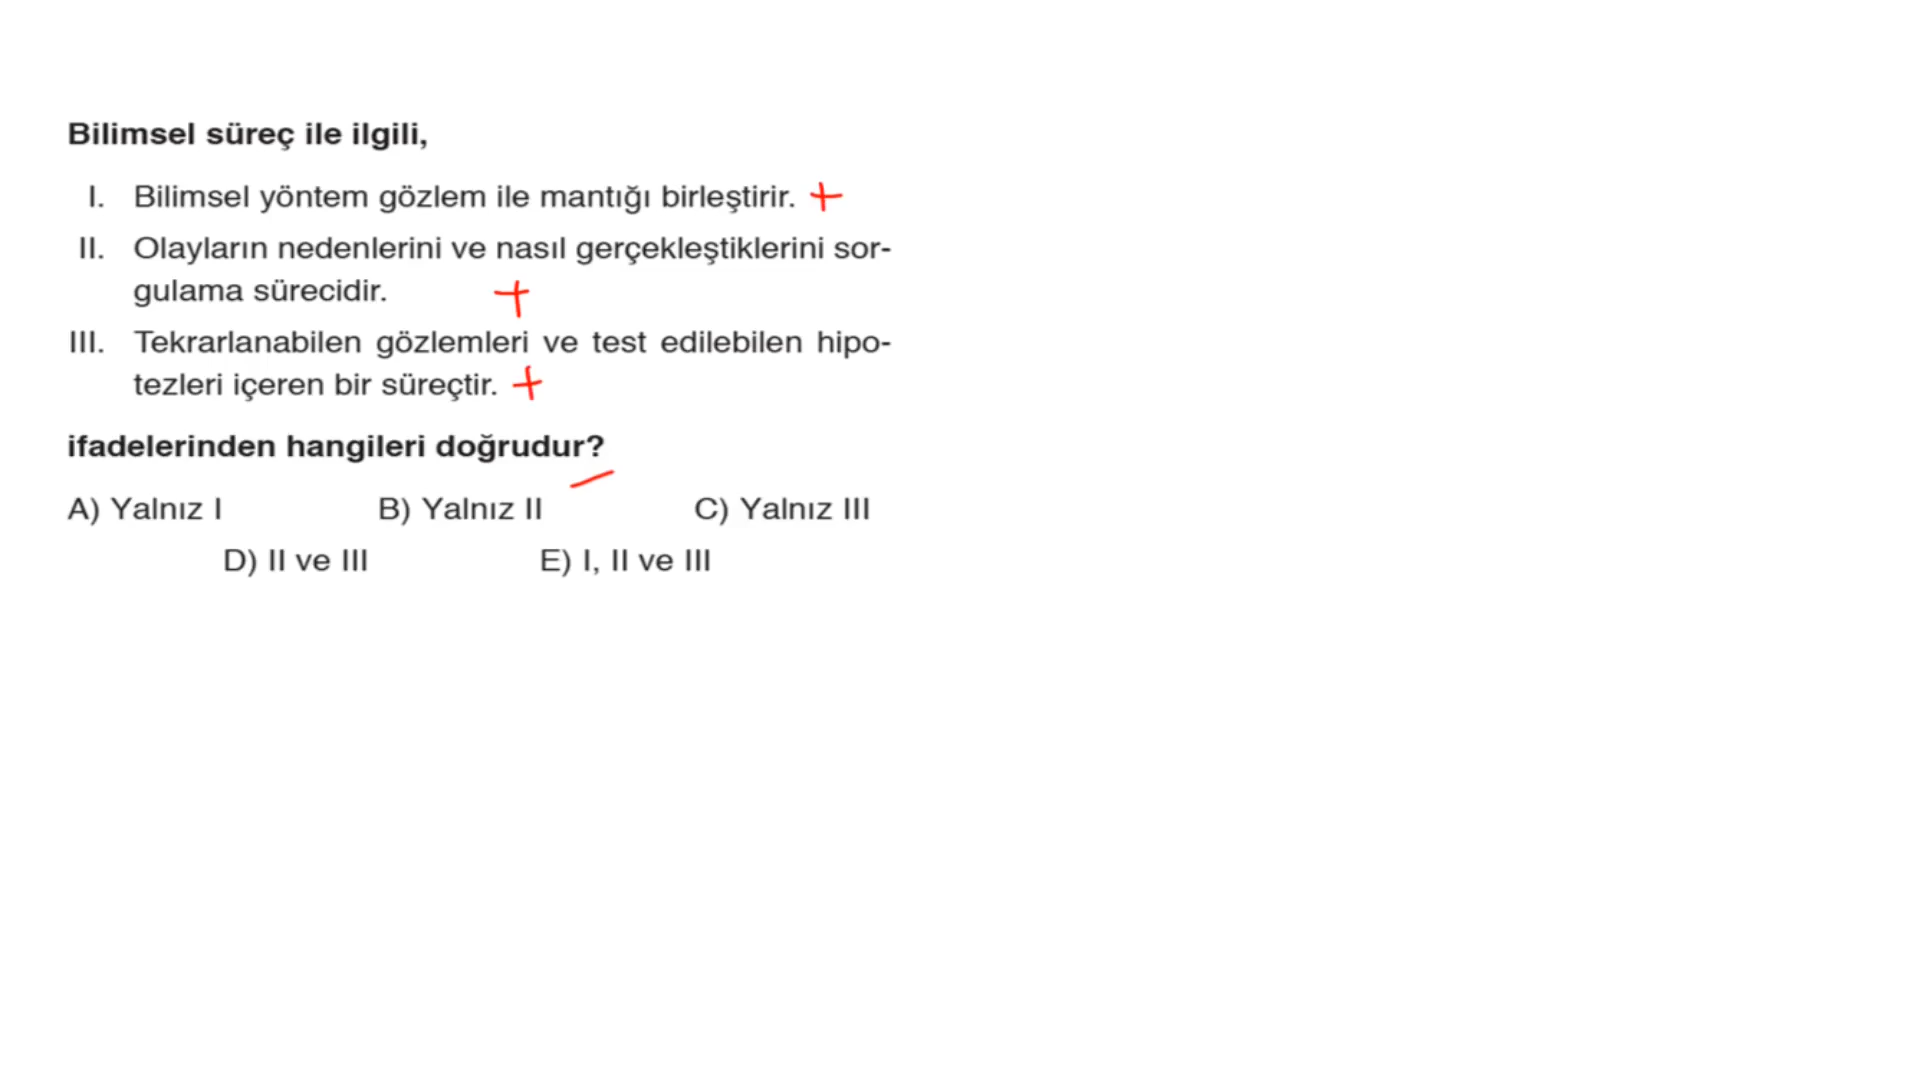 Bilimsel süreç ile ilgili,
I. Bilimsel yöntem gözlem ile mantığı birleştirir. +
II. Olayların nedenlerini ve nasıl gerçekleştiklerini sor-
gulama sürecidir. +
III. Tekrarlanabilen gözlemleri ve test edilebilen hipo-
tezleri içeren bir süreçtir. +
ifadelerinden hangileri doğrudur?
A) Yalnız I B) Yalnız II C) Yalnız III
D) II ve III E) I, II ve III